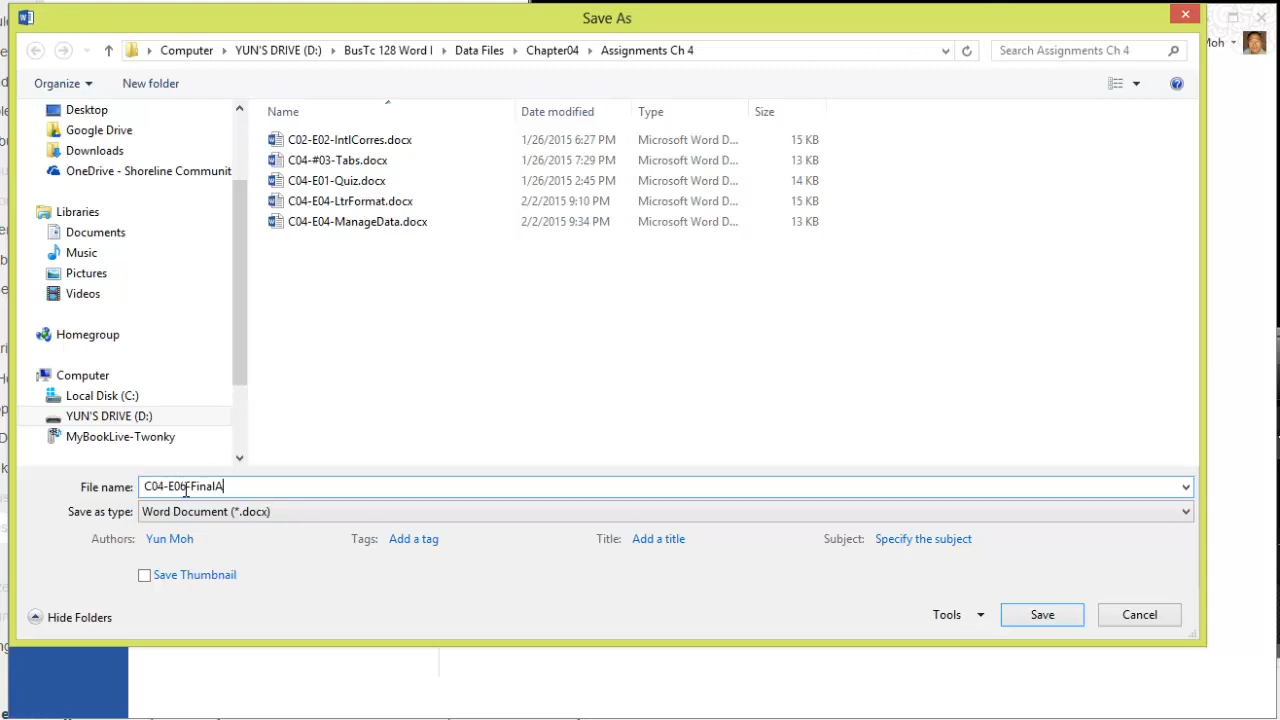 Save As
Computer YUN'S DRIVE (D:) BusTc 128 Word I Data Files Chapter04 Assignments Ch 4 Search Assignments Ch 4 Moh
Organize New folder
Name Date modified Type Size
Desktop
Google Drive
Downloads
OneDrive - Shoreline Communit
Libraries
Documents
Music
Pictures
Videos
Homegroup
Computer
Local Disk (C:)
YUN'S DRIVE (D:)
MyBookLive-Twonky
C02-E02-IntlCorres.docx 1/26/2015 6:27 PM Microsoft Word D... 15 KB
C04-#03-Tabs.docx 1/26/2015 7:29 PM Microsoft Word D... 13 KB
C04-E01-Quiz.docx 1/26/2015 2:45 PM Microsoft Word D... 14 KB
C04-E04-LtrFormat.docx 2/2/2015 9:10 PM Microsoft Word D... 15 KB
C04-E04-ManageData.docx 2/2/2015 9:34 PM Microsoft Word D... 13 KB
File name: C04-E06-FinalA
Save as type: Word Document (*.docx)
Authors: Yun Moh Tags: Add a tag Title: Add a title Subject: Specify the subject
Save Thumbnail
Hide Folders Tools Save Cancel